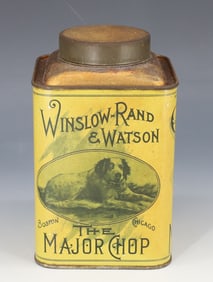 WINSLOW-RAND
& WATSON
BOSTON CHICAGO
THE
MAJOR CHOP